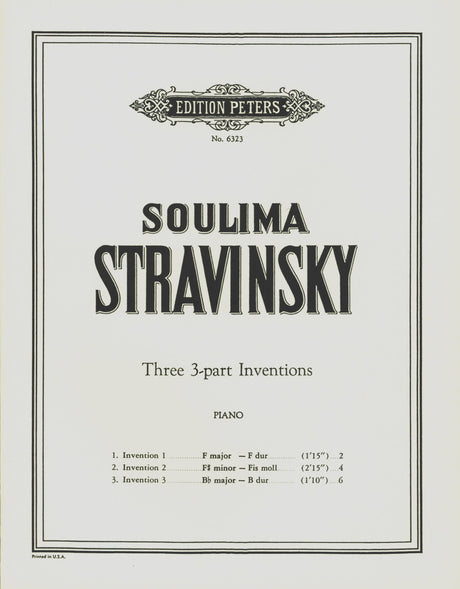 EDITION PETERS
No. 6323
SOULIMA
STRAVINSKY
Three 3-part Inventions
PIANO
1. Invention 1 .......... F major – F dur .......... (1'15") ... 2
2. Invention 2 .......... F♯ minor – Fis moll .......... (2'15") ... 4
3. Invention 3 .......... B♭ major – B dur .......... (1'10") ... 6
Printed in U.S.A.